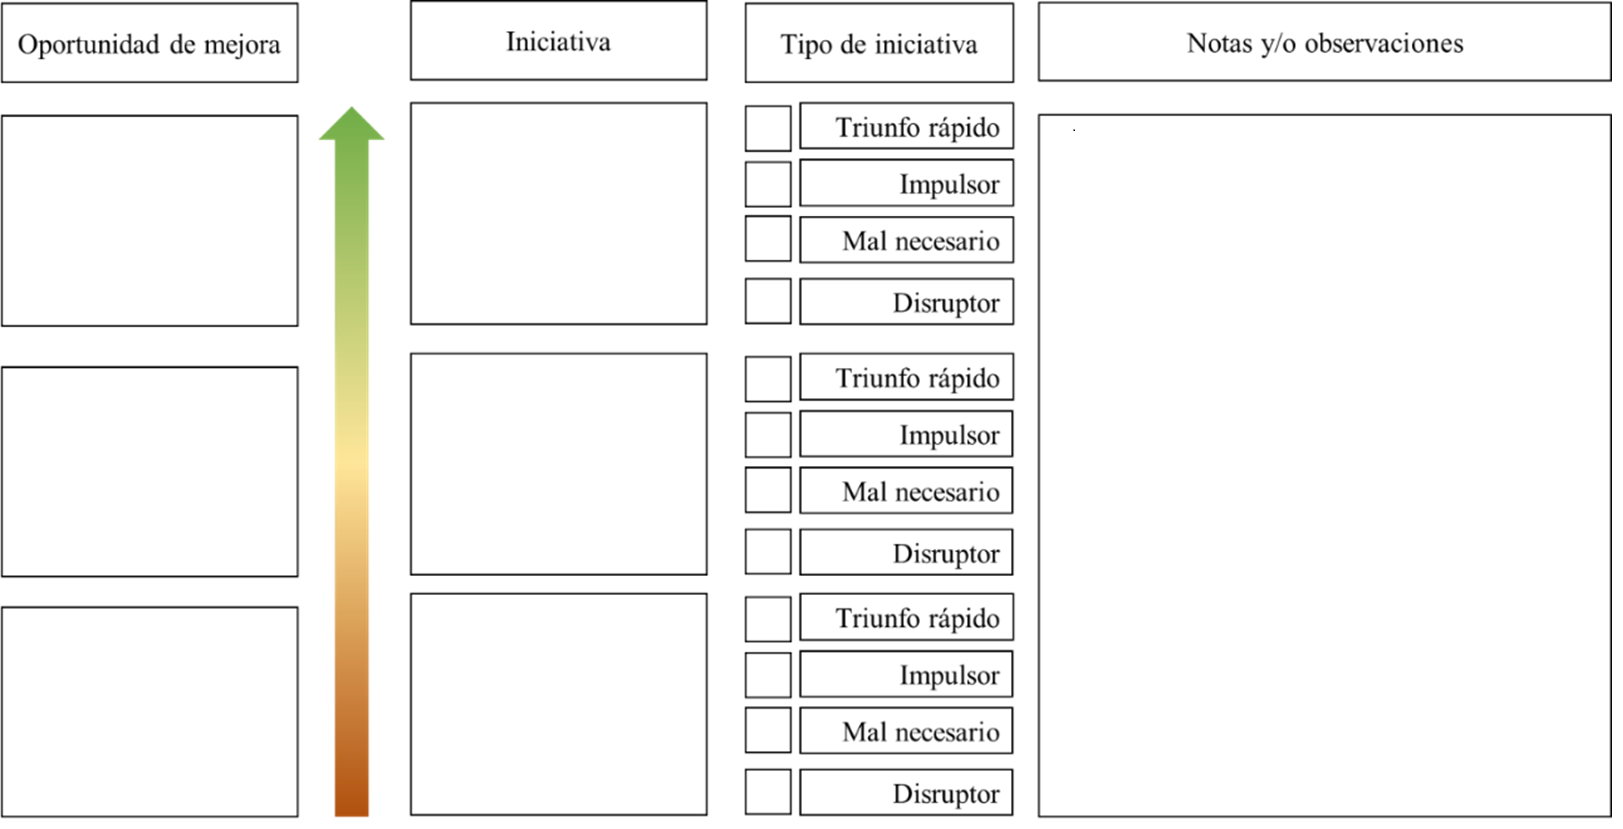 Oportunidad de mejora
Iniciativa
Tipo de iniciativa
Notas y/o observaciones
Triunfo rápido
Impulsor
Mal necesario
Disruptor
Triunfo rápido
Impulsor
Mal necesario
Disruptor
Triunfo rápido
Impulsor
Mal necesario
Disruptor